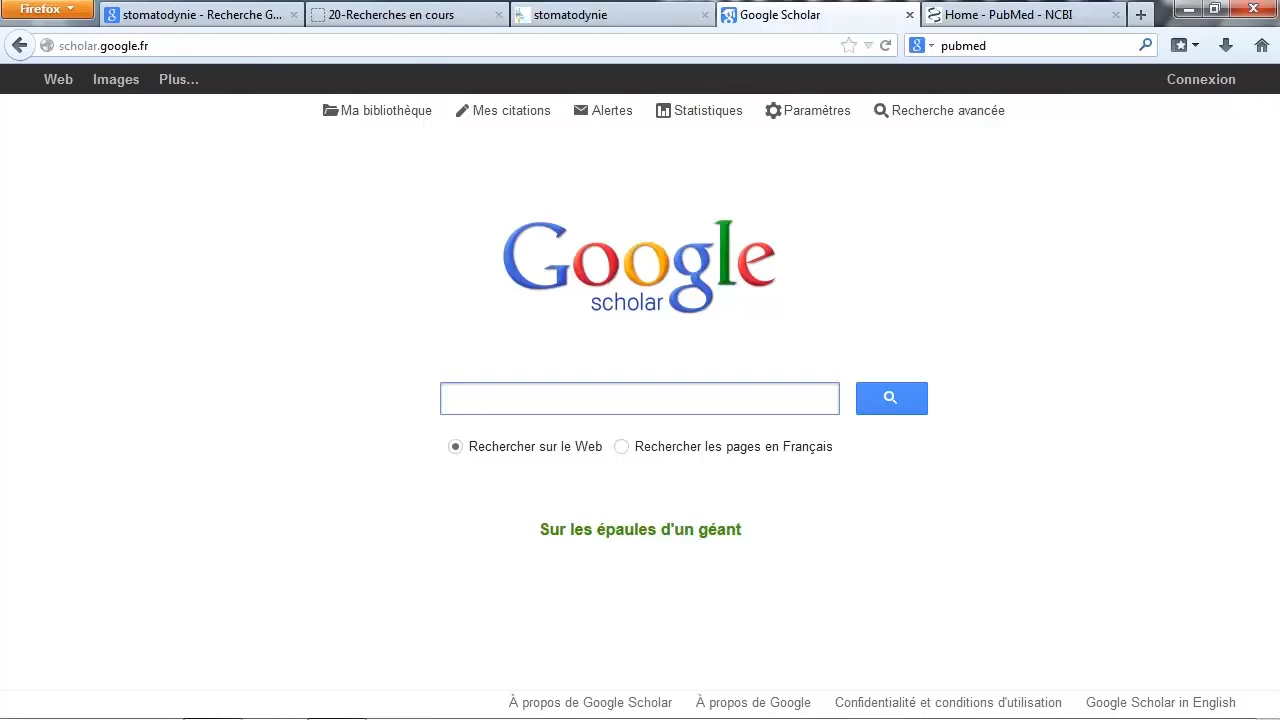 Firefox
stomatodynie - Recherche G...
20-Recherches en cours
stomatodynie
Google Scholar
Home - PubMed - NCBI
scholar.google.fr
pubmed
Web Images Plus... Connexion
Ma bibliothèque Mes citations Alertes Statistiques Paramètres Recherche avancée
Google
scholar
Rechercher sur le Web Rechercher les pages en Français
Sur les épaules d'un géant
À propos de Google Scholar À propos de Google Confidentialité et conditions d'utilisation Google Scholar in English